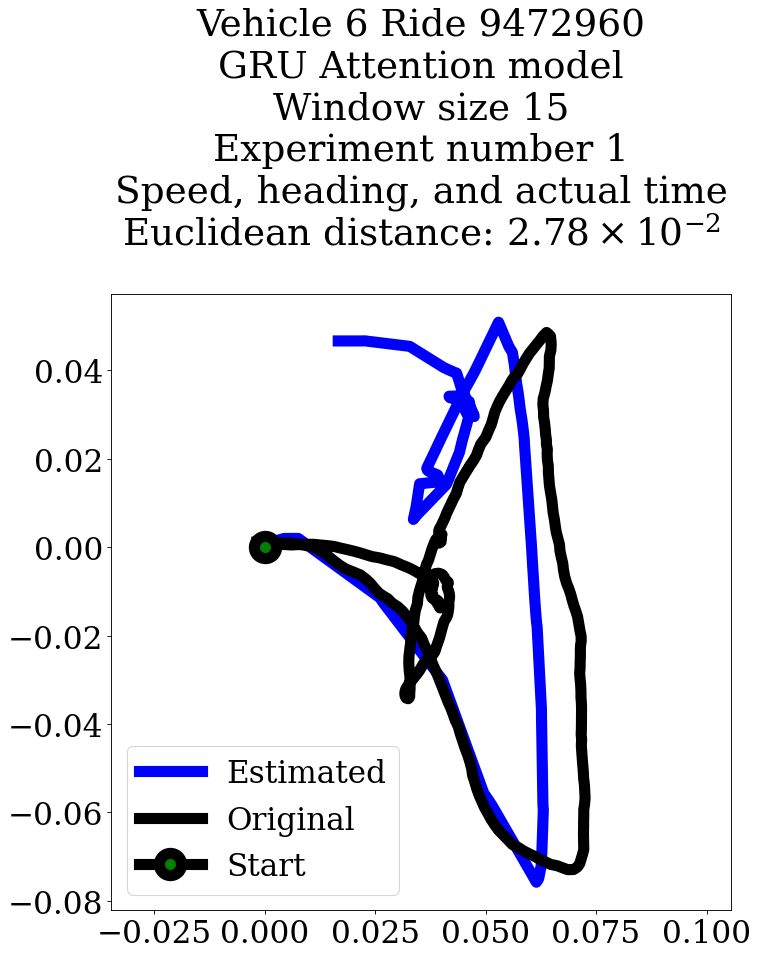 Vehicle 6 Ride 9472960
GRU Attention model
Window size 15
Experiment number 1
Speed, heading, and actual time
Euclidean distance: 2.78 × 10⁻²
0.04
0.02
0.00
−0.02
−0.04
−0.06
−0.08
Estimated
Original
Start
−0.025 0.000 0.025 0.050 0.075 0.100